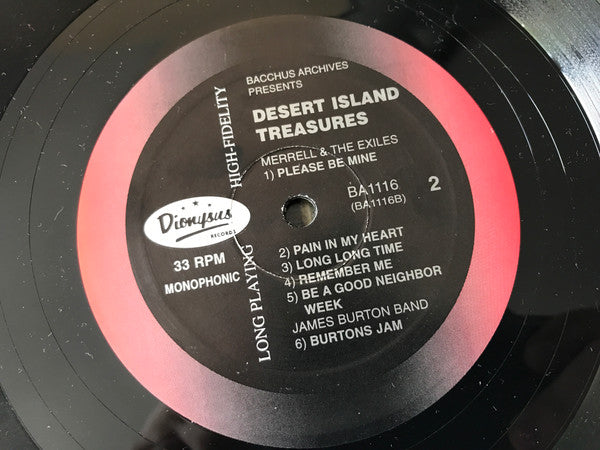 BACCHUS ARCHIVES
PRESENTS
DESERT ISLAND
TREASURES
MERRELL & THE EXILES
1) PLEASE BE MINE
BA1116
(BA1116B)
2
Dionysus
RECORDS
33 RPM
MONOPHONIC
LONG PLAYING
HIGH-FIDELITY
2) PAIN IN MY HEART
3) LONG LONG TIME
4) REMEMBER ME
5) BE A GOOD NEIGHBOR
WEEK
JAMES BURTON BAND
6) BURTONS JAM